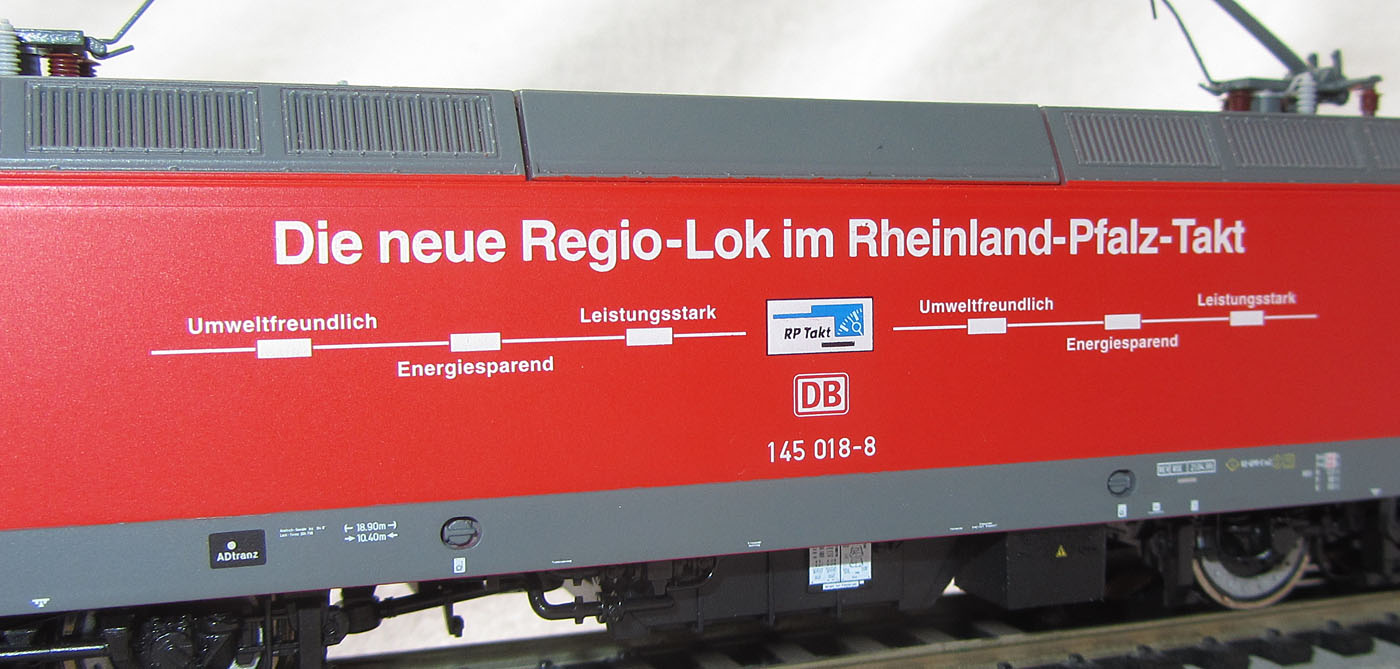 Die neue Regio-Lok im Rheinland-Pfalz-Takt
Umweltfreundlich
Energiesparend
Leistungsstark
RP Takt
Umweltfreundlich
Energiesparend
Leistungsstark
DB
145 018-8
ADtranz
18.90m
10.40m